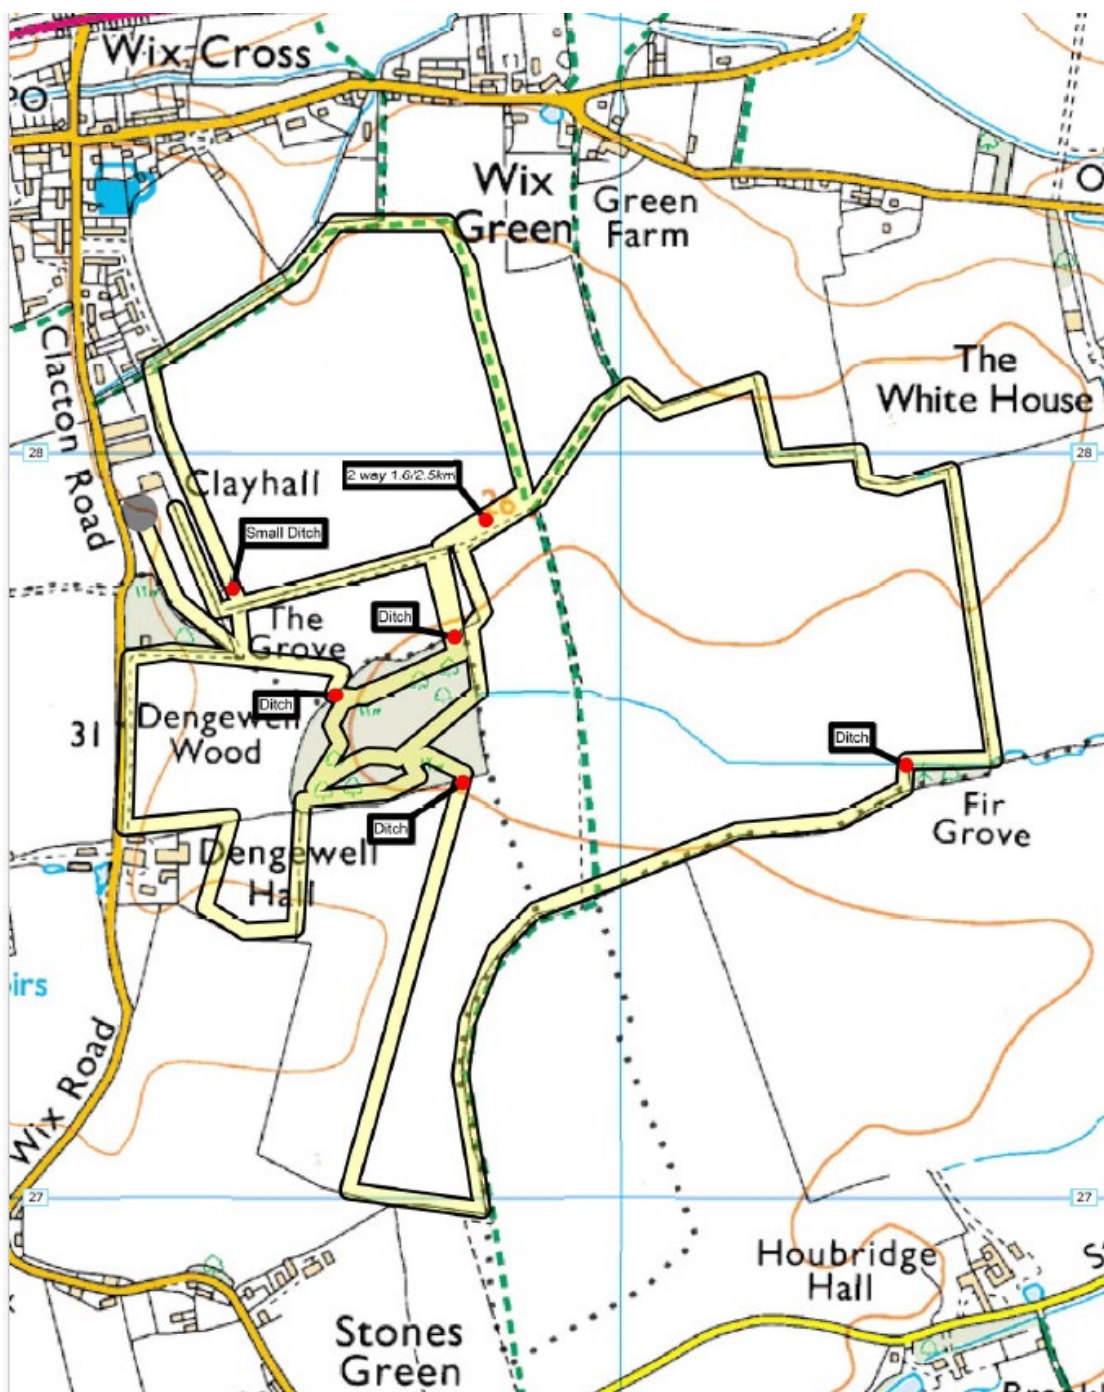 Wix Cross
PO
Wix
Green
Green
Farm
The
White House
Clacton Road
28
28
2 way 1.6/2.5km
Clayhall
Small Ditch
The
Grove
Ditch
Ditch
31
Dengewell
Wood
Ditch
Fir
Grove
Ditch
Dengewell
Hall
irs
Wix Road
27
27
Houbridge
Hall
Stones
Green